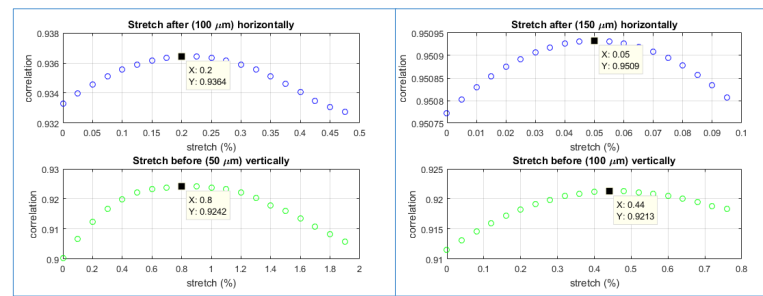 Stretch after (100 μm) horizontally
0.938
0.936
0.934
0.932
correlation
X: 0.2
Y: 0.9364
0 0.05 0.1 0.15 0.2 0.25 0.3 0.35 0.4 0.45 0.5
stretch (%)
Stretch after (150 μm) horizontally
0.95095
0.9509
0.95085
0.9508
0.95075
correlation
X: 0.05
Y: 0.9509
0 0.01 0.02 0.03 0.04 0.05 0.06 0.07 0.08 0.09 0.1
stretch (%)
Stretch before (50 μm) vertically
0.93
0.92
0.91
0.9
correlation
X: 0.8
Y: 0.9242
0 0.2 0.4 0.6 0.8 1 1.2 1.4 1.6 1.8 2
stretch (%)
Stretch before (100 μm) vertically
0.925
0.92
0.915
0.91
correlation
X: 0.44
Y: 0.9213
0 0.1 0.2 0.3 0.4 0.5 0.6 0.7 0.8
stretch (%)